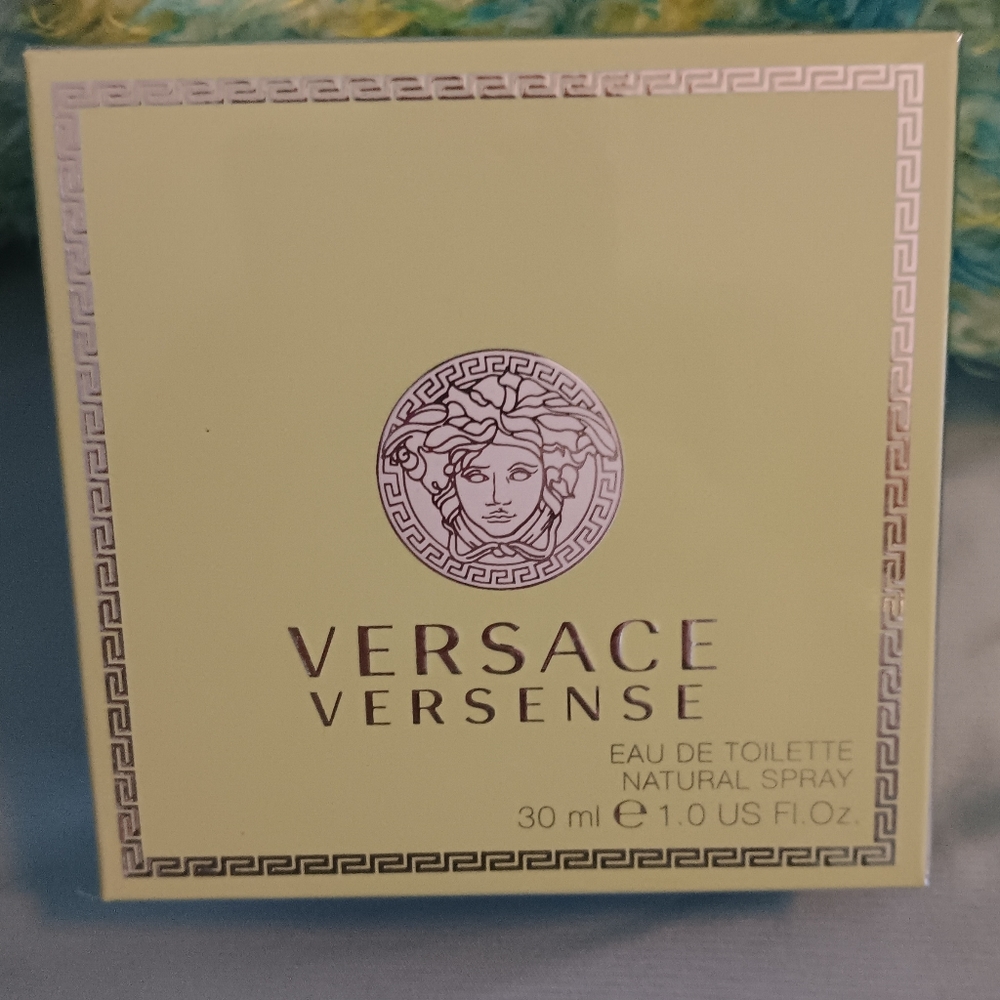 VERSACE
VERSENSE
EAU DE TOILETTE
NATURAL SPRAY
30 ml ℮ 1.0 US Fl.Oz.